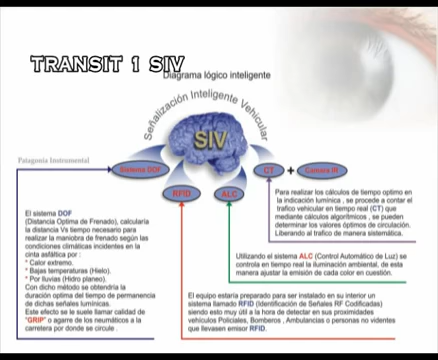 TRANSIT 1 SIV
Diagrama lógico inteligente
Señalización Inteligente Vehicular
SIV
Patagonia Instrumental
Sistema DOF
RFID
ALC
CT
+
Camara RF
El sistema DOF
(Distancia Optima de Frenado), calcularía
la distancia Vs tiempo necesario para
realizar la maniobra de frenado según las
condiciones climáticas incidentes en la
cinta asfáltica por :
* Calor extremo.
* Bajas temperaturas (Hielo).
* Por lluvias (Hidro planeo).
Con dicho método se obtendría la
duración optima del tiempo de permanencia
de dichas señales lumínicas.
Este efecto se le suele llamar calidad de
"GRIP" o agarre de los neumáticos a la
carretera por donde se circule .
Para realizar los cálculos de tiempo optimo en
la indicación lumínica , se procede a contar el
trafico vehicular en tiempo real (CT) que
mediante cálculos algorítmicos , se pueden
determinar los valores óptimos de circulación.
Liberando al trafico de manera sistemática.
Utilizando el sistema ALC (Control Automático de Luz) se
controla en tiempo real la iluminación ambiental, de esta
manera ajustar la emisión de cada color en cuestión.
El equipo estaría preparado para ser instalado en su interior un
sistema llamado RFID (Identificación de Señales RF Codificadas)
siendo esto muy útil a la hora de detectar en sus proximidades
vehículos Policiales, Bomberos , Ambulancias o personas no videntes
que llevasen emisor RFID.